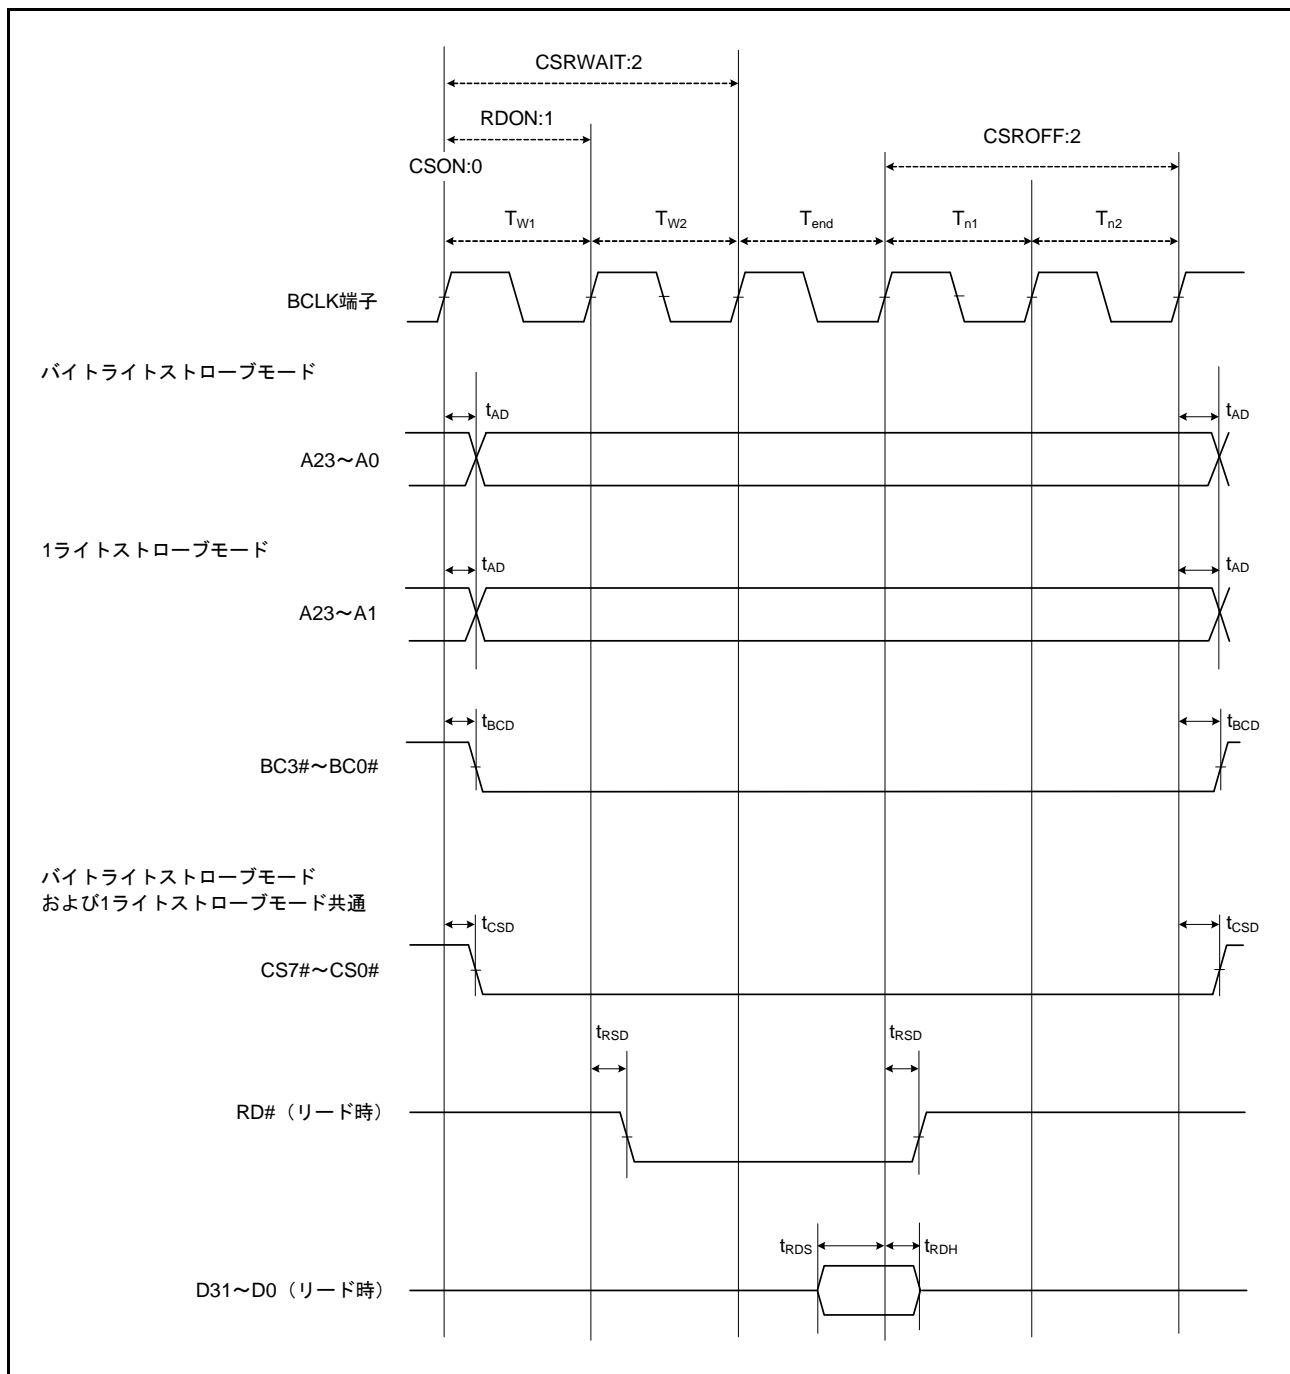 CSRWAIT:2
RDON:1
CSROFF:2
CSON:0
TW1 TW2 Tend Tn1 Tn2
BCLK端子
バイトライトストローブモード
tAD tAD
A23～A0
1ライトストローブモード
tAD tAD
A23～A1
tBCD tBCD
BC3#～BC0#
バイトライトストローブモード
および1ライトストローブモード共通
tCSD tCSD
CS7#～CS0#
tRSD tRSD
RD#（リード時）
tRDS tRDH
D31～D0（リード時）